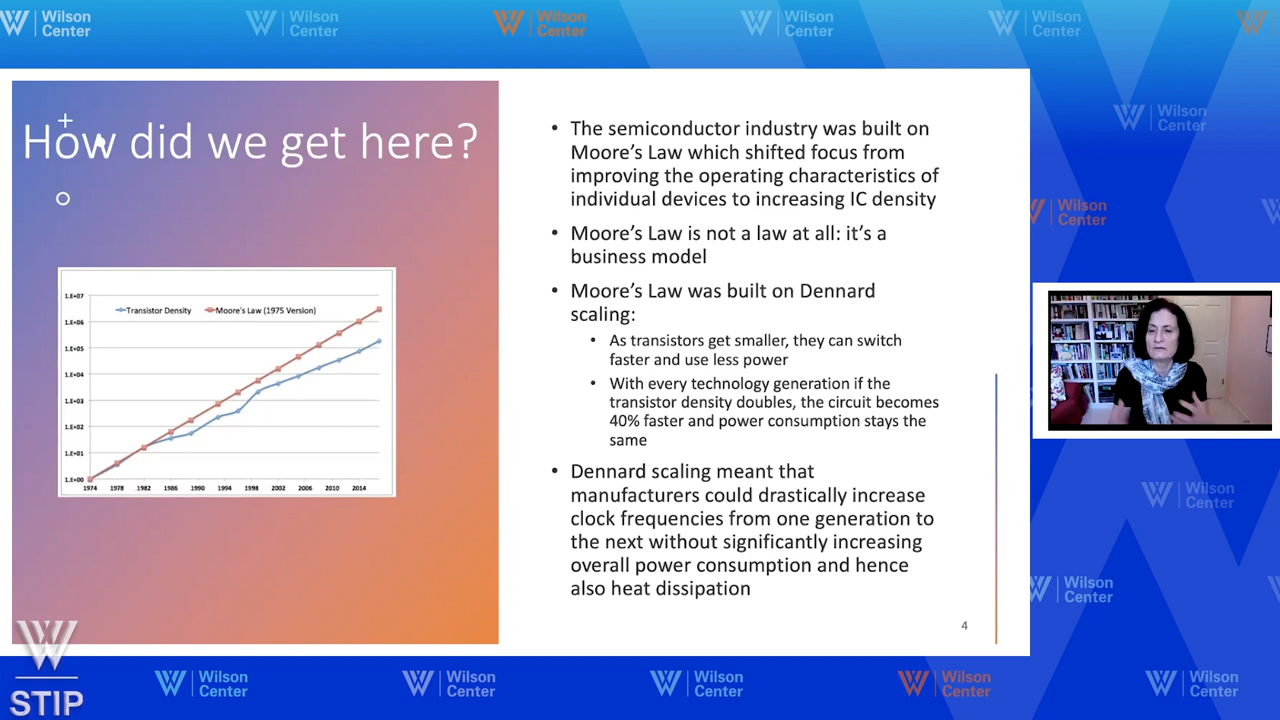 Wilson
Center
Wilson
Center
Wilson
Center
Wilson
Center
Wilson
Center
How did we get here?
1.E+07
1.E+06
1.E+05
1.E+04
1.E+03
1.E+02
1.E+01
1.E+00
Transistor Density
Moore's Law (1975 Version)
1974 1978 1982 1986 1990 1994 1998 2002 2006 2010 2014
• The semiconductor industry was built on
Moore's Law which shifted focus from
improving the operating characteristics of
individual devices to increasing IC density
• Moore's Law is not a law at all: it's a
business model
• Moore's Law was built on Dennard
scaling:
• As transistors get smaller, they can switch
faster and use less power
• With every technology generation if the
transistor density doubles, the circuit becomes
40% faster and power consumption stays the
same
• Dennard scaling meant that
manufacturers could drastically increase
clock frequencies from one generation to
the next without significantly increasing
overall power consumption and hence
also heat dissipation
4
Wilson
Center
Wilson
Center
Wilson
Center
Wilson
Center
STIP
Wilson
Center
Wilson
Center
Wilson
Center
Wilson
Center
Wilson
Center